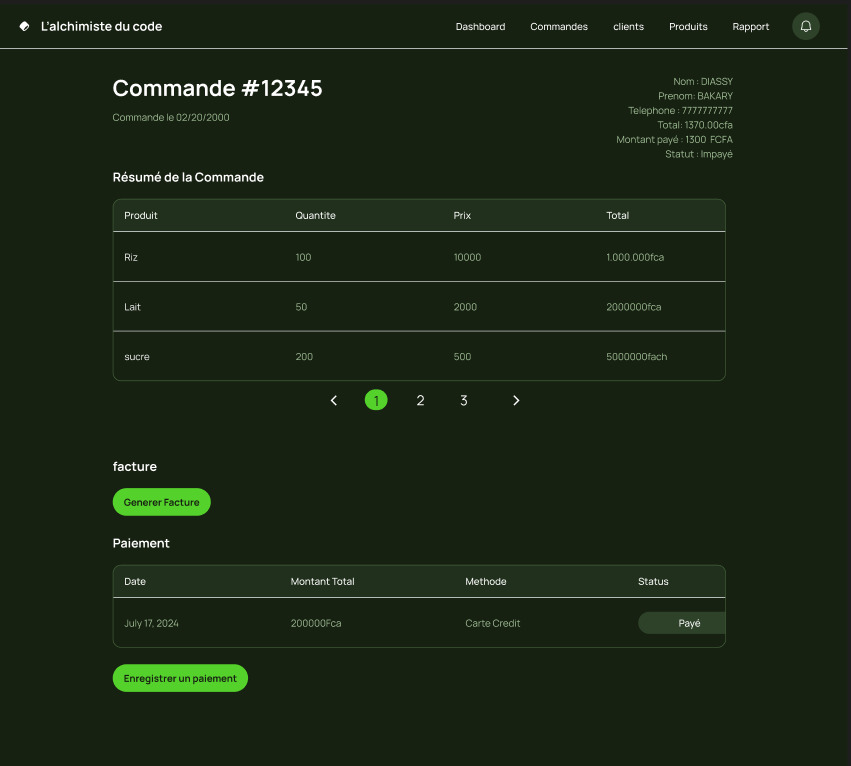 L'alchimiste du code
Dashboard Commandes clients Produits Rapport
Commande #12345
Commande le 02/20/2000
Nom : DIASSY
Prenom: BAKARY
Telephone : 7777777777
Total: 1370.00cfa
Montant payé : 1300 FCFA
Statut : Impayé
Résumé de la Commande
Produit Quantite Prix Total
Riz 100 10000 1.000.000fca
Lait 50 2000 2000000fca
sucre 200 500 5000000fach
1 2 3
facture
Generer Facture
Paiement
Date Montant Total Methode Status
July 17, 2024 200000Fca Carte Credit Payé
Enregistrer un paiement